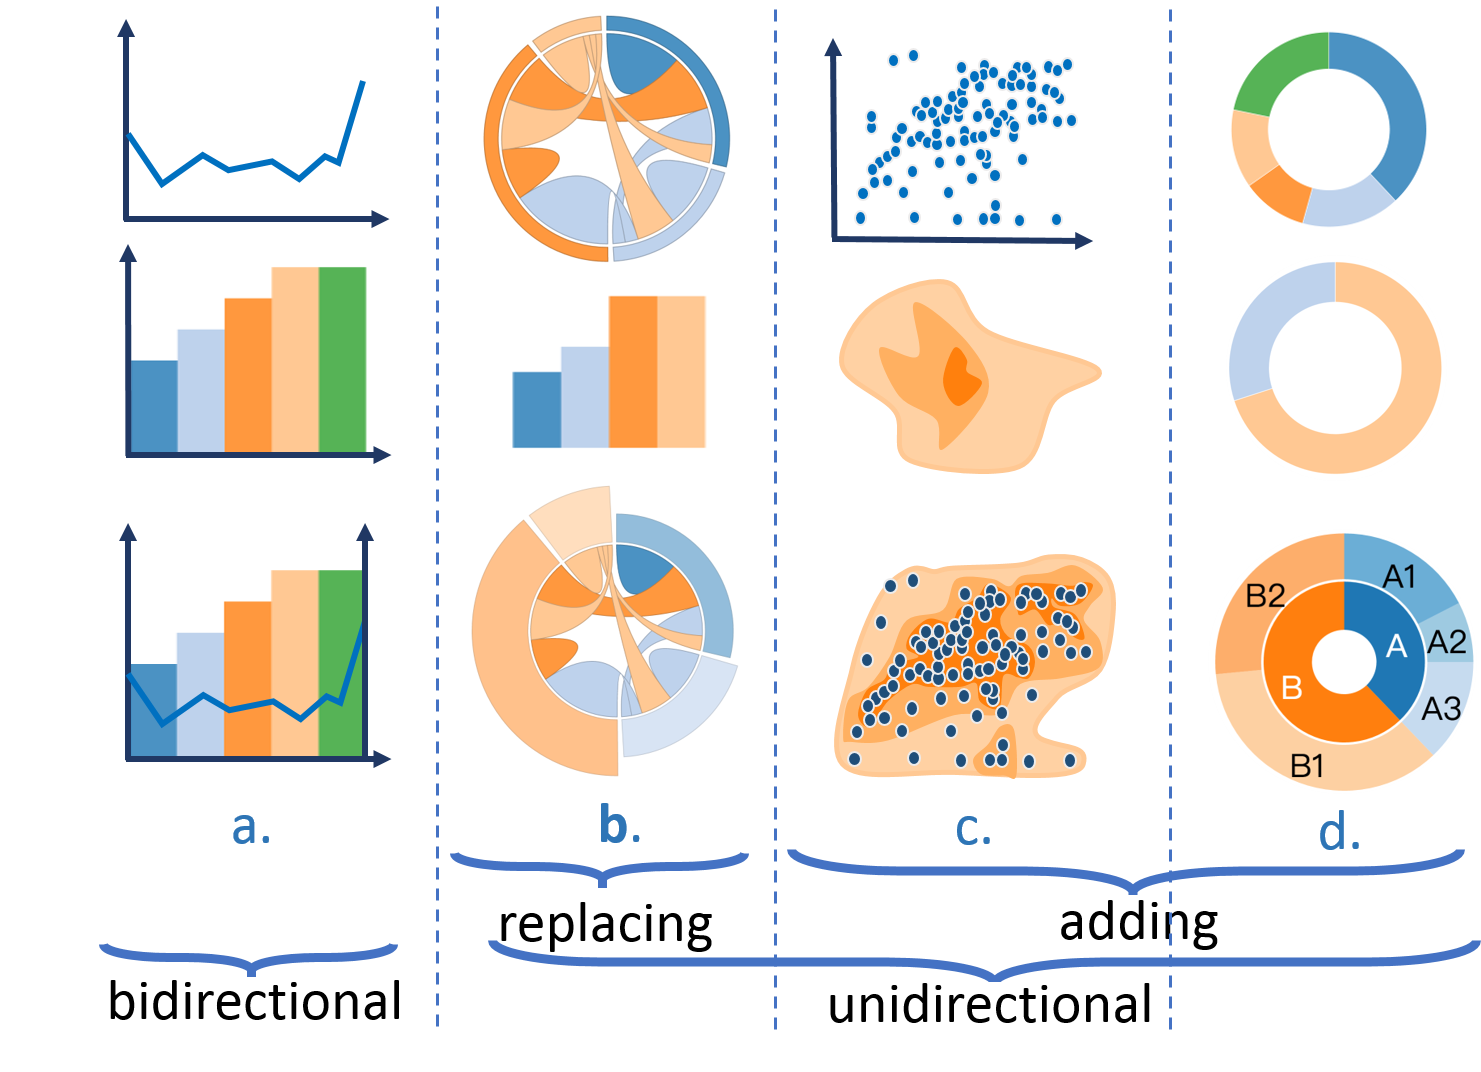 A1
B2
A2
A
B
A3
B1
a.
b.
c.
d.
replacing
adding
bidirectional
unidirectional